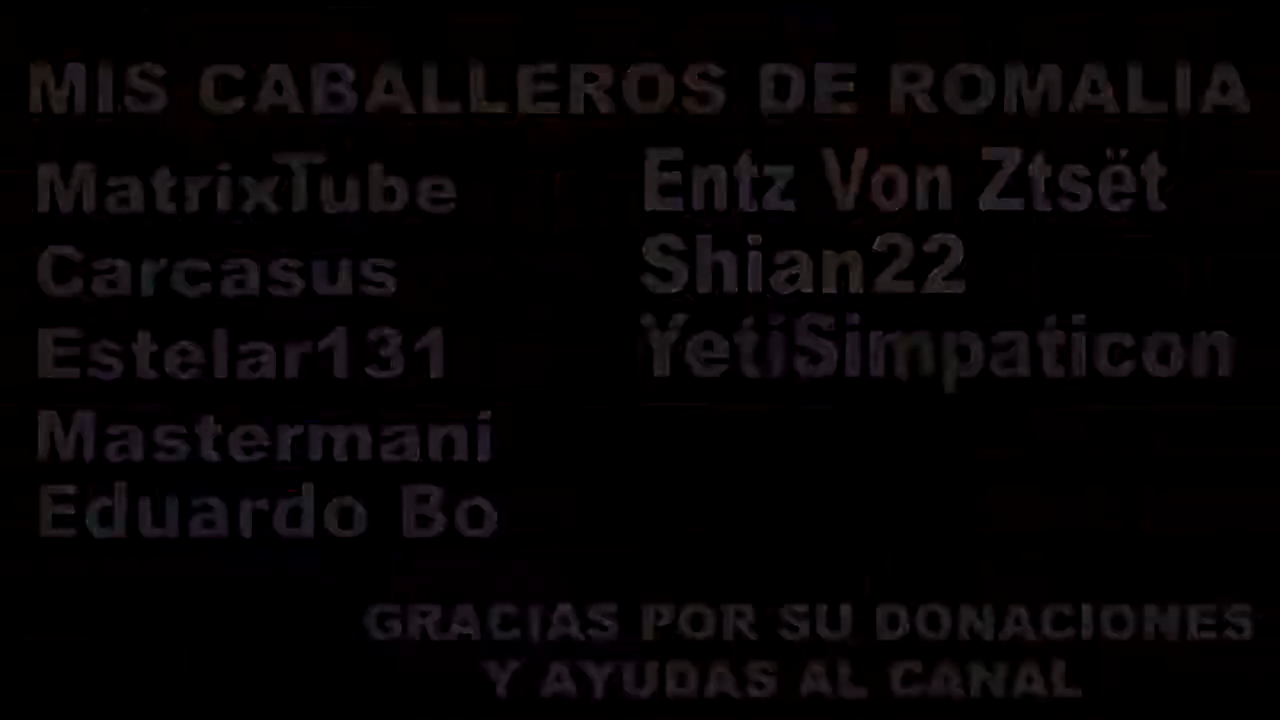 MIS CABALLEROS DE ROMALIA
MatrixTube
Carcasus
Estelar131
Mastermani
Eduardo Bo
Entz Von Ztsët
Shian22
YetiSimpaticon
GRACIAS POR SU DONACIONES
Y AYUDAS AL CANAL